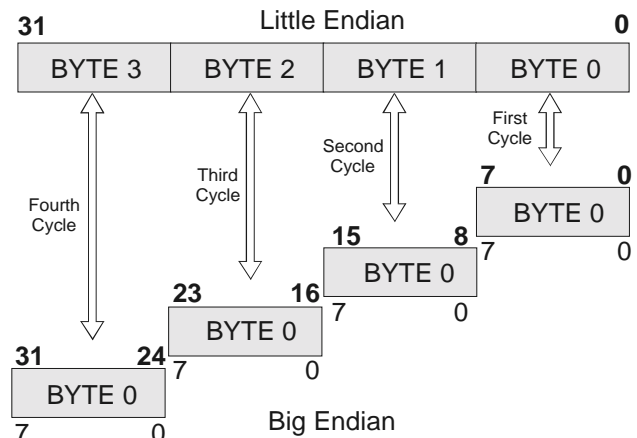 Little Endian
31 0
BYTE 3 BYTE 2 BYTE 1 BYTE 0
First
Cycle
Second
Cycle
Third
Cycle
Fourth
Cycle
7 0
BYTE 0
7 0
15 8
BYTE 0
7 0
23 16
BYTE 0
7 0
31 24
BYTE 0
7 0
Big Endian